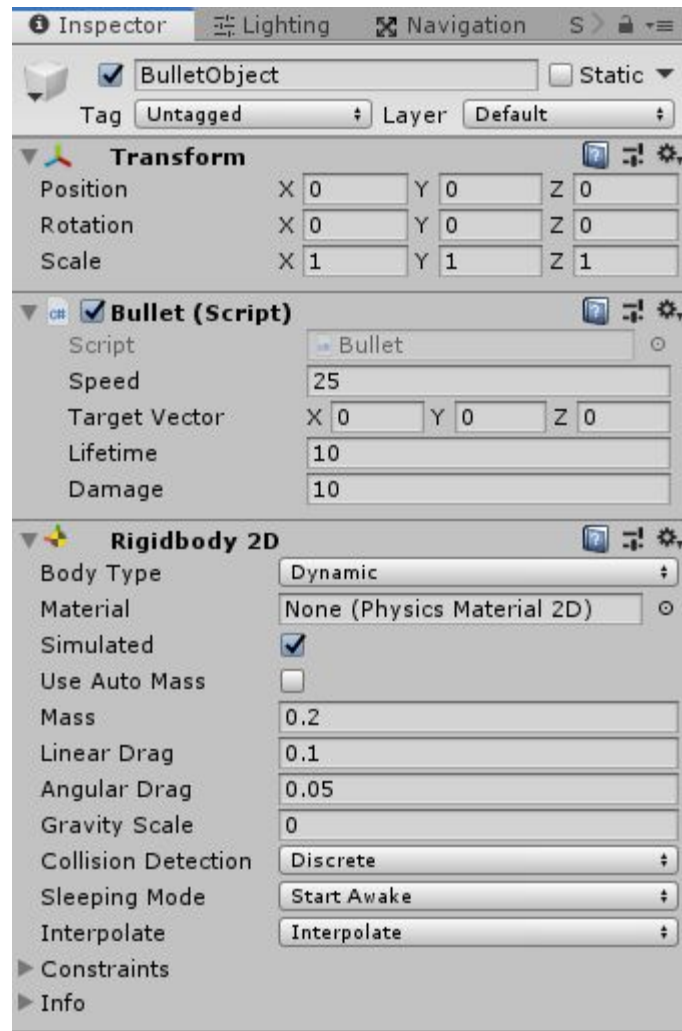 Inspector Lighting Navigation S
BulletObject Static
Tag Untagged Layer Default
Transform
Position X 0 Y 0 Z 0
Rotation X 0 Y 0 Z 0
Scale X 1 Y 1 Z 1
C# Bullet (Script)
Script Bullet
Speed 25
Target Vector X 0 Y 0 Z 0
Lifetime 10
Damage 10
Rigidbody 2D
Body Type Dynamic
Material None (Physics Material 2D)
Simulated
Use Auto Mass
Mass 0.2
Linear Drag 0.1
Angular Drag 0.05
Gravity Scale 0
Collision Detection Discrete
Sleeping Mode Start Awake
Interpolate Interpolate
Constraints
Info